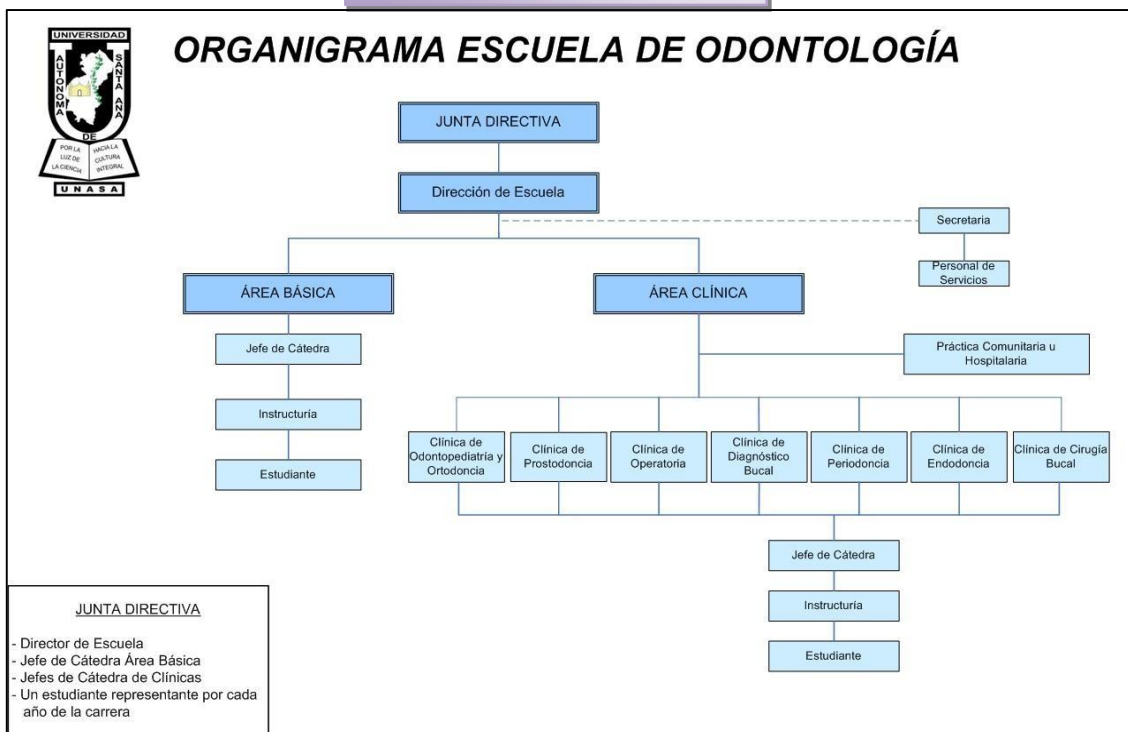 UNIVERSIDAD
AUTONOMA
SANTA ANA
DE
POR LA
LUZ DE
LA CIENCIA
HACIA LA
CULTURA
INTEGRAL
UNASA
ORGANIGRAMA ESCUELA DE ODONTOLOGÍA
JUNTA DIRECTIVA
Dirección de Escuela
Secretaria
Personal de
Servicios
ÁREA BÁSICA
ÁREA CLÍNICA
Jefe de Cátedra
Instructuría
Estudiante
Práctica Comunitaria u
Hospitalaria
Clínica de
Odontopediatría y
Ortodoncia
Clínica de
Prostodoncia
Clínica de
Operatoria
Clínica de
Diagnóstico
Bucal
Clínica de
Periodoncia
Clínica de
Endodoncia
Clínica de Cirugía
Bucal
Jefe de Cátedra
Instructuría
Estudiante
JUNTA DIRECTIVA
- Director de Escuela
- Jefe de Cátedra Área Básica
- Jefes de Cátedra de Clínicas
- Un estudiante representante por cada
año de la carrera